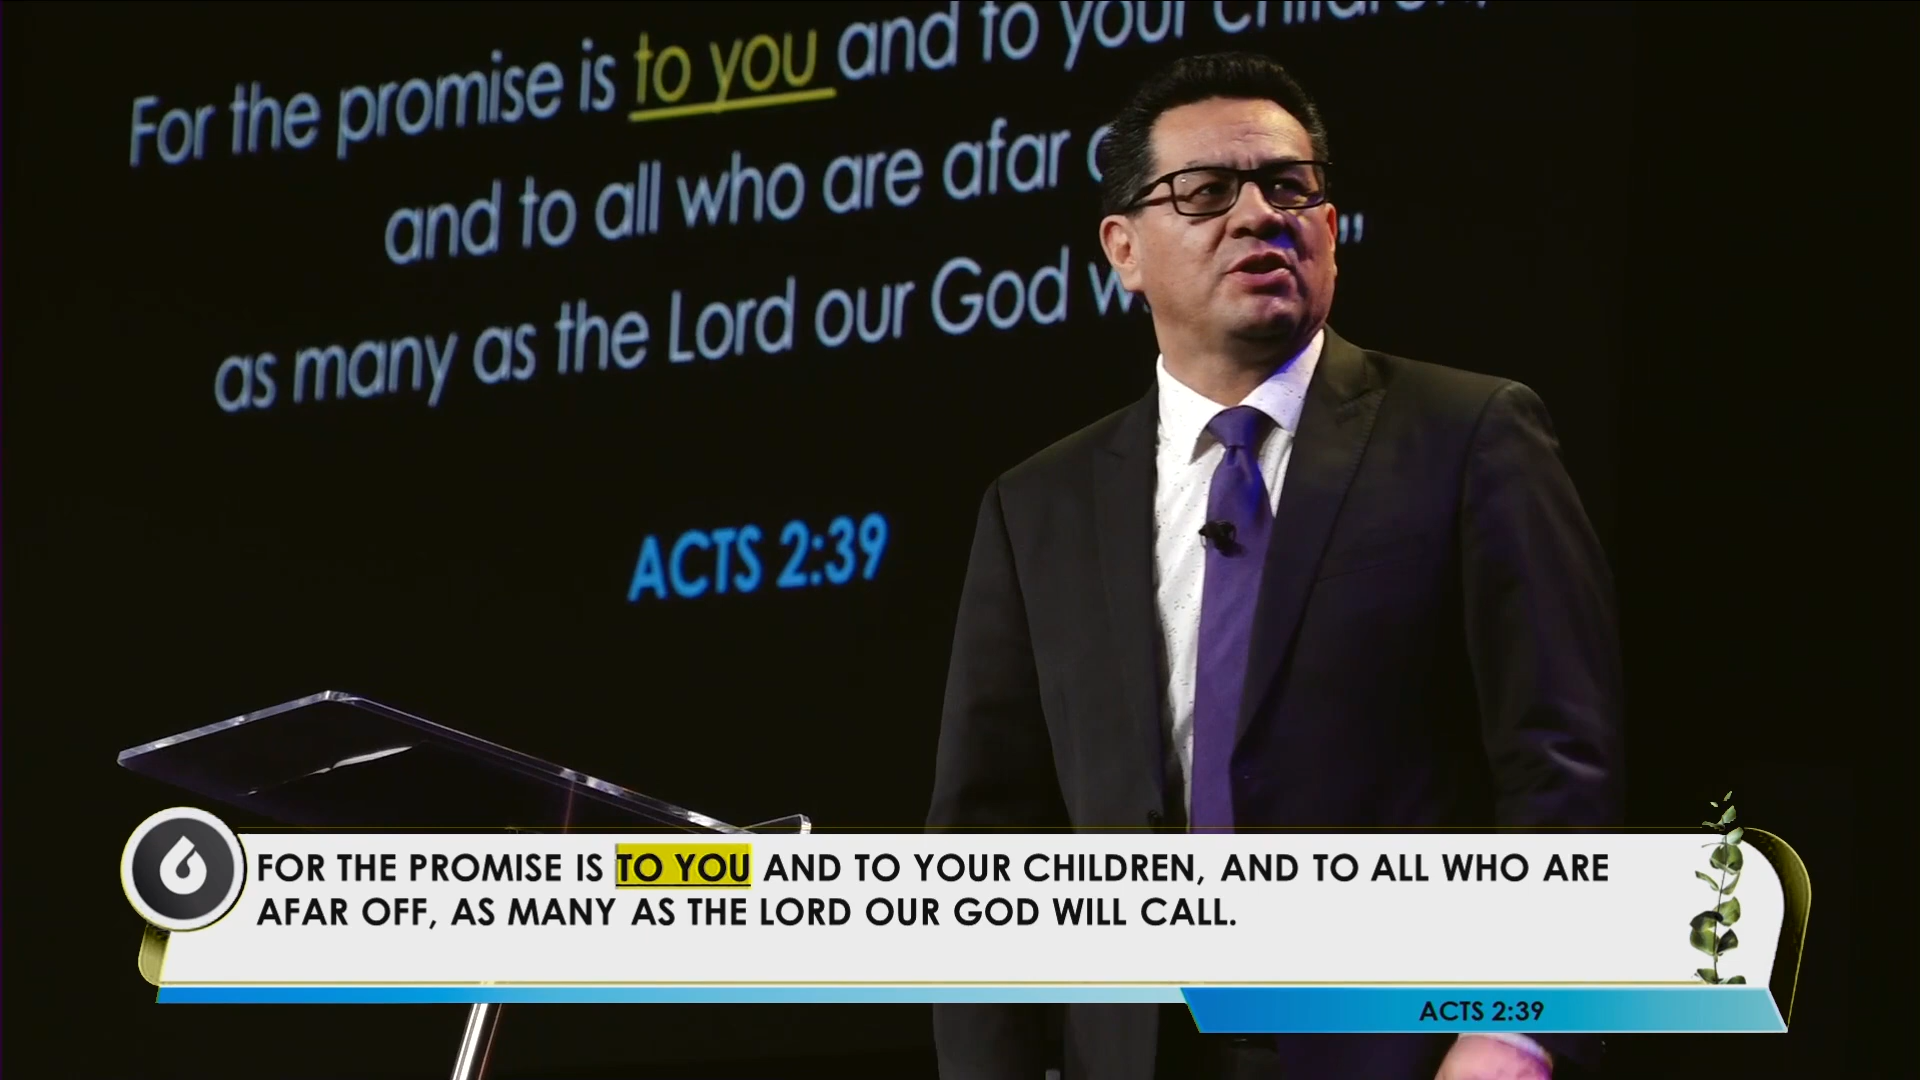 For the promise is to you and to your children,
and to all who are afar
as many as the Lord our God
ACTS 2:39
FOR THE PROMISE IS TO YOU AND TO YOUR CHILDREN, AND TO ALL WHO ARE
AFAR OFF, AS MANY AS THE LORD OUR GOD WILL CALL.
ACTS 2:39